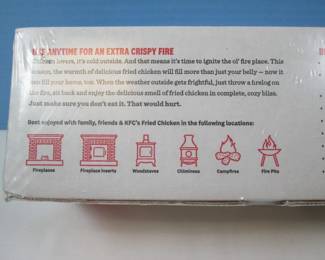 USE ANYTIME FOR AN EXTRA CRISPY FIRE
Chicken lovers, it's cold outside. And that means it's time to ignite the ol' fire place. This
season, the warmth of delicious fried chicken will fill more than just your belly — now it
can fill your home, too. When the weather outside gets frightful, just throw a firelog on
the fire, sit back and enjoy the delicious smell of fried chicken in complete, cozy bliss.
Just make sure you don't eat it. That would hurt.
Best enjoyed with family, friends & KFC's Fried Chicken in the following locations:
Fireplaces Fireplace Inserts Woodstoves Chimineas Campfires Fire Pits